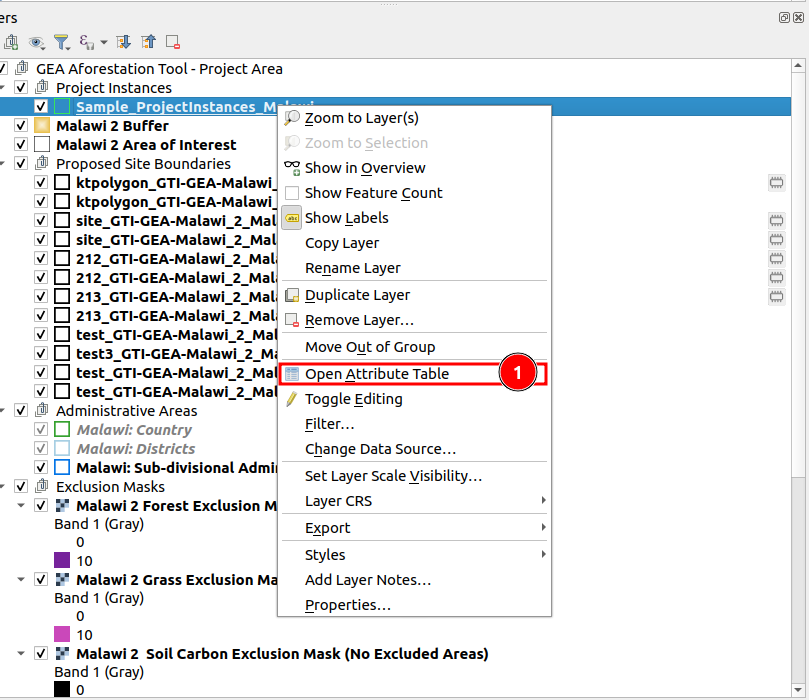 ers
GEA Aforestation Tool - Project Area
Project Instances
Sample_ProjectInstances_Malawi
Malawi 2 Buffer
Malawi 2 Area of Interest
Proposed Site Boundaries
ktpolygon_GTI-GEA-Malawi_
ktpolygon_GTI-GEA-Malawi_
site_GTI-GEA-Malawi_2_Mal
site_GTI-GEA-Malawi_2_Mal
212_GTI-GEA-Malawi_2_Mal
212_GTI-GEA-Malawi_2_Mal
213_GTI-GEA-Malawi_2_Mal
213_GTI-GEA-Malawi_2_Mal
test_GTI-GEA-Malawi_2_Mal
test3_GTI-GEA-Malawi_2_Ma
test_GTI-GEA-Malawi_2_Mal
test_GTI-GEA-Malawi_2_Mal
Administrative Areas
Malawi: Country
Malawi: Districts
Malawi: Sub-divisional Admi
Exclusion Masks
Malawi 2 Forest Exclusion M
Band 1 (Gray)
0
10
Malawi 2 Grass Exclusion Ma
Band 1 (Gray)
0
10
Malawi 2  Soil Carbon Exclusion Mask (No Excluded Areas)
Band 1 (Gray)
0
Zoom to Layer(s)
Zoom to Selection
Show in Overview
Show Feature Count
abc
Show Labels
Copy Layer
Rename Layer
Duplicate Layer
Remove Layer...
Move Out of Group
Open Attribute Table
1
Toggle Editing
Filter...
Change Data Source...
Set Layer Scale Visibility...
Layer CRS
Export
Styles
Add Layer Notes...
Properties...